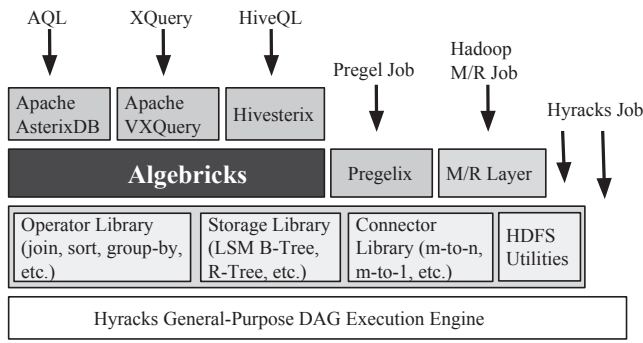 AQL
XQuery
HiveQL
Pregel Job
Hadoop
M/R Job
Hyracks Job
Apache
AsterixDB
Apache
VXQuery
Hivesterix
Algebricks
Pregelix
M/R Layer
Operator Library
(join, sort, group-by,
etc.)
Storage Library
(LSM B-Tree,
R-Tree, etc.)
Connector
Library (m-to-n,
m-to-1, etc.)
HDFS
Utilities
Hyracks General-Purpose DAG Execution Engine